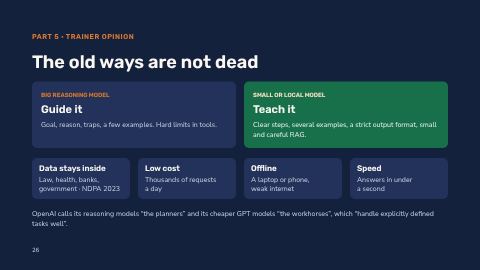 PART 5 · TRAINER OPINION
The old ways are not dead
BIG REASONING MODEL
Guide it
Goal, reason, traps, a few examples. Hard limits in tools.
SMALL OR LOCAL MODEL
Teach it
Clear steps, several examples, a strict output format, small
and careful RAG.
Data stays inside
Law, health, banks,
government · NDPA 2023
Low cost
Thousands of requests
a day
Offline
A laptop or phone,
weak internet
Speed
Answers in under
a second
OpenAI calls its reasoning models “the planners” and its cheaper GPT models “the workhorses”, which “handle explicitly defined
tasks well”.
26